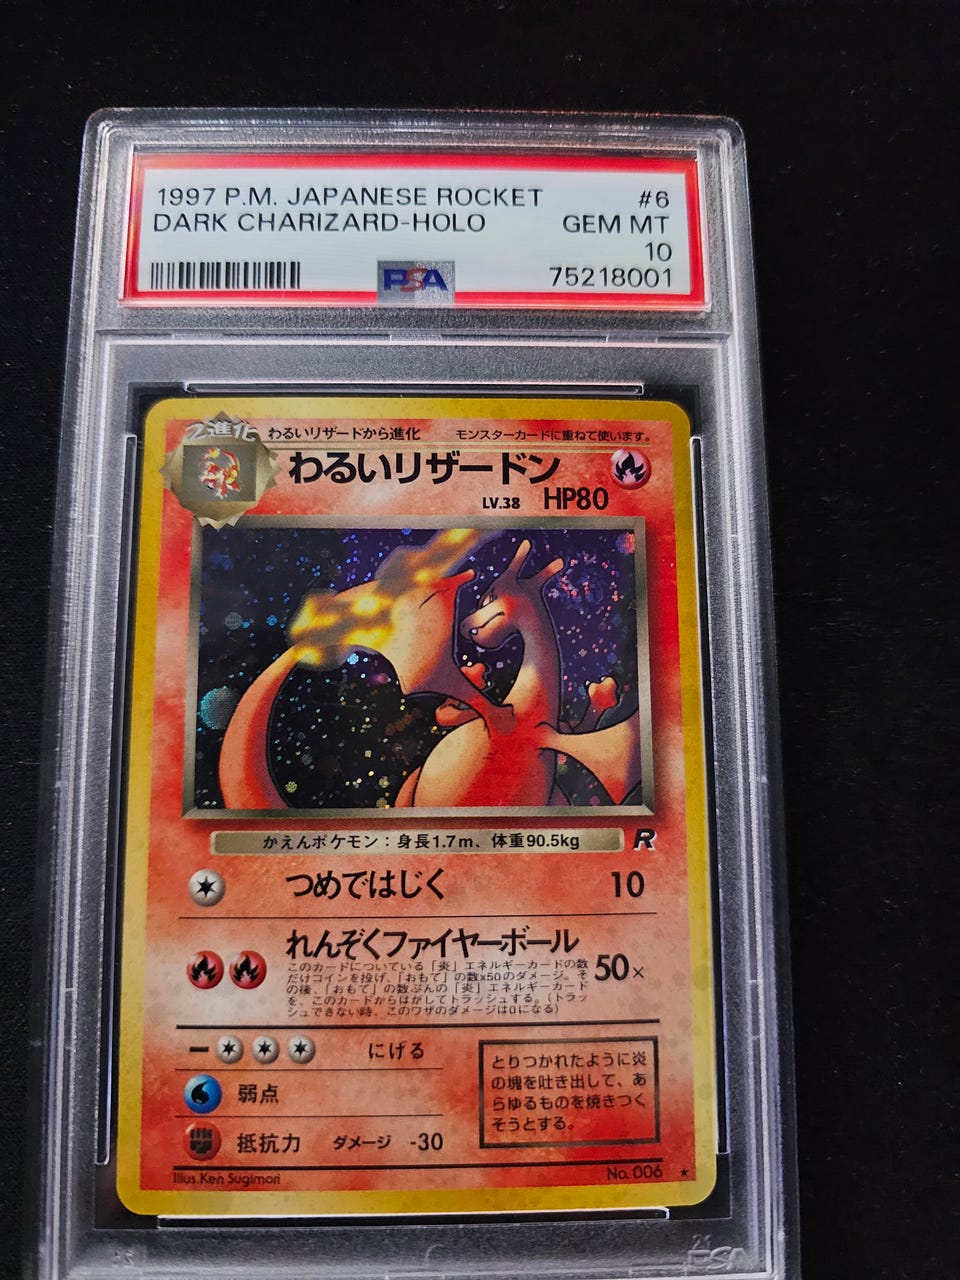 1997 P.M. JAPANESE ROCKET #6
DARK CHARIZARD-HOLO GEM MT
10
PSA 75218001
2進化 わるいリザードから進化 モンスターカードに重ねて使います。
わるいリザードン
LV.38 HP80
かえんポケモン：身長1.7m、体重90.5kg R
つめではじく 10
れんぞくファイヤーボール
50×
このカードについている「炎」エネルギーカードの数
だけコインを投げ、「おもて」の数x50のダメージ。そ
の後、「おもて」の数ぶんの「炎」エネルギーカード
を、このカードからはがしてトラッシュする。（トラッ
シュできない時、このワザのダメージは0になる）
ー にげる
弱点
抵抗力 ダメージ -30
とりつかれたように炎
の塊を吐き出して、あ
らゆるものを焼きつく
そうとする。
Illus.Ken Sugimori No.006 ★
PSA